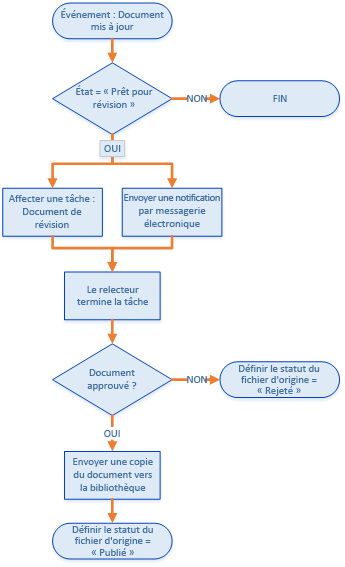 Événement : Document
mis à jour
État = « Prêt pour
révision »
NON
FIN
OUI
Affecter une tâche :
Document de
révision
Envoyer une notification
par messagerie
électronique
Le relecteur
termine la tâche
Document
approuvé ?
NON
Définir le statut du
fichier d'origine =
« Rejeté »
OUI
Envoyer une copie
du document vers
la bibliothèque
Définir le statut du
fichier d'origine =
« Publié »